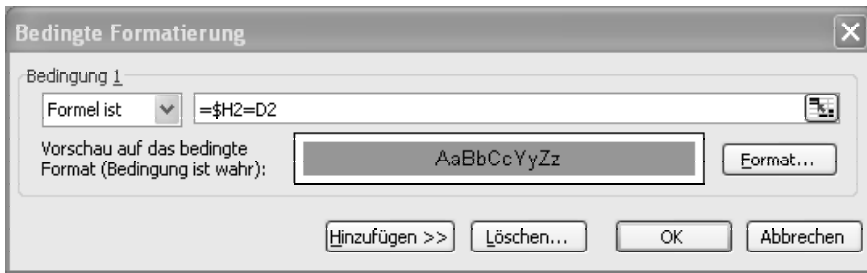 Bedingte Formatierung
Bedingung 1
Formel ist =$H2=D2
Vorschau auf das bedingte
Format (Bedingung ist wahr):
AaBbCcYyZz
Format...
Hinzufügen >> Löschen... OK Abbrechen